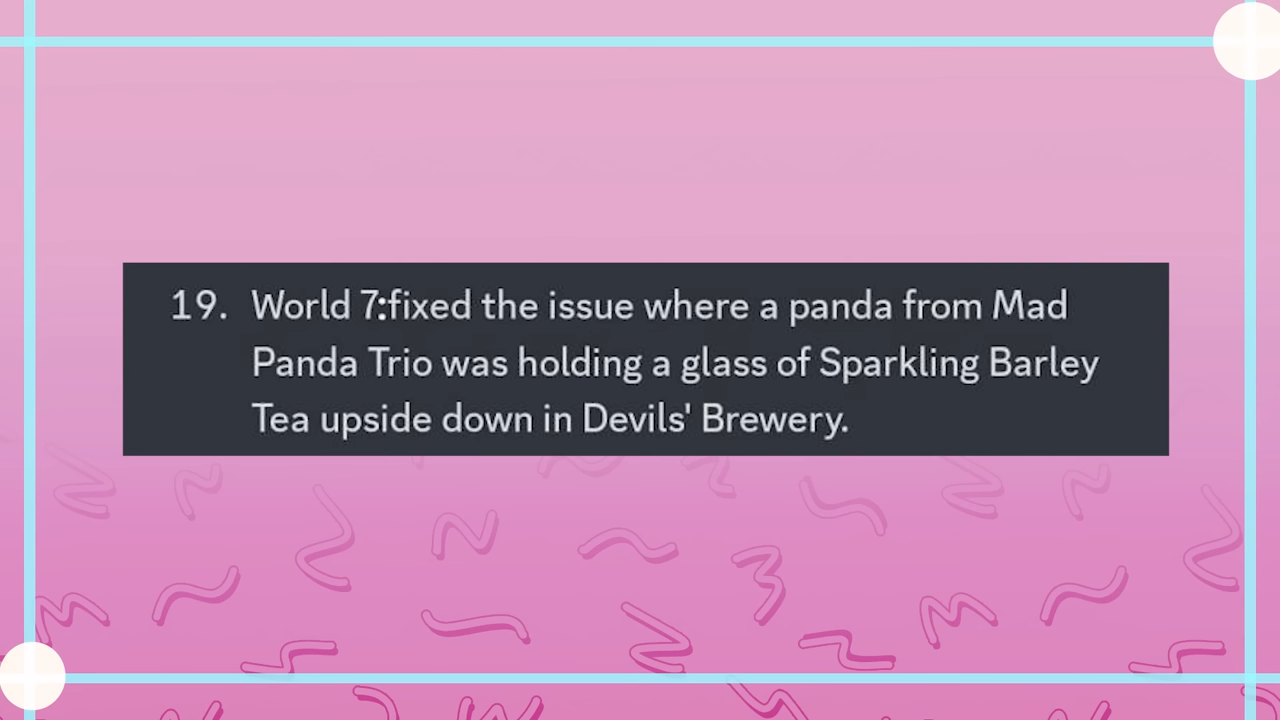 19. World 7:fixed the issue where a panda from Mad
Panda Trio was holding a glass of Sparkling Barley
Tea upside down in Devils' Brewery.